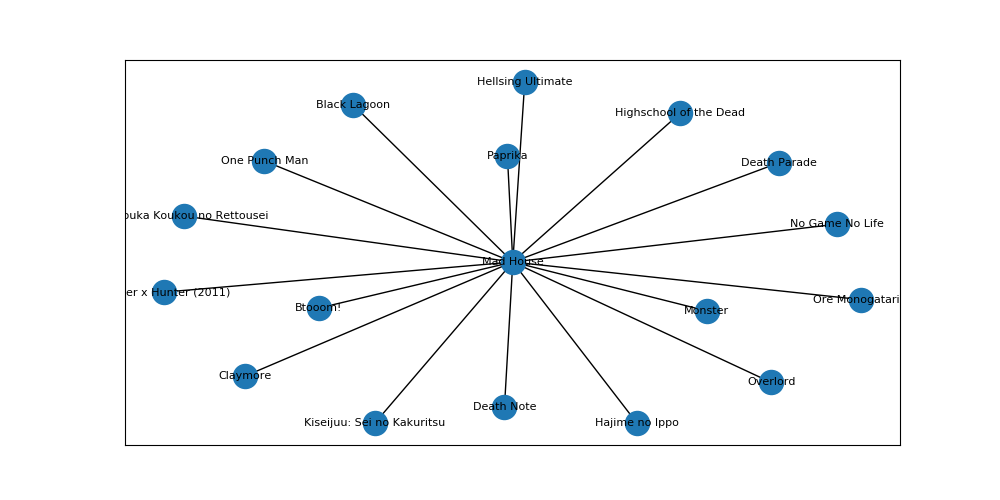 Hellsing Ultimate
Black Lagoon
Highschool of the Dead
Paprika
One Punch Man
Death Parade
ouka Koukou no Rettousei
No Game No Life
Mad House
er x Hunter (2011)
Ore Monogatari
Btooom!
Monster
Claymore
Overlord
Death Note
Kiseijuu: Sei no Kakuritsu
Hajime no Ippo